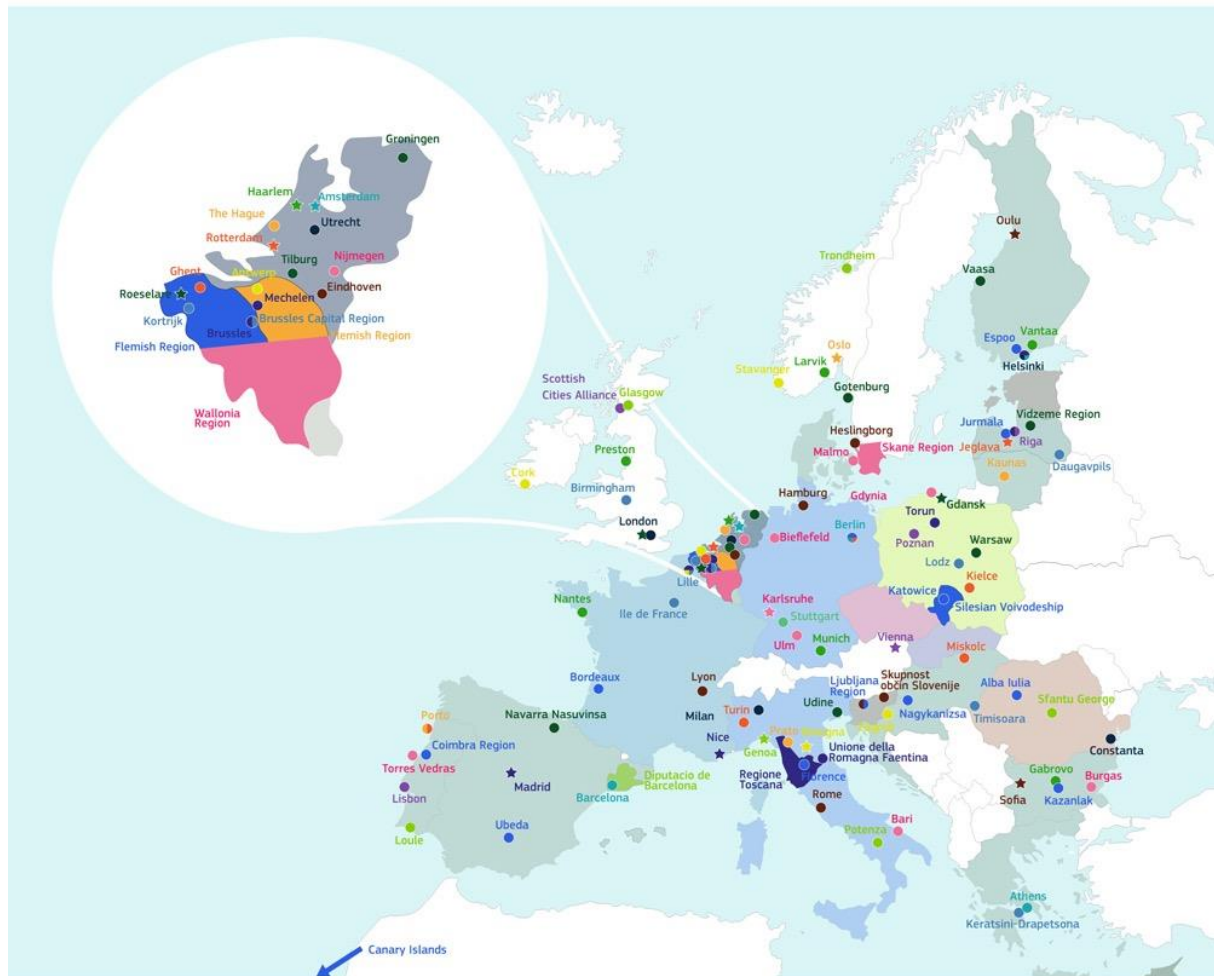 Groningen
Haarlem
Amsterdam
The Hague
Utrecht
Rotterdam
Nijmegen
Tilburg
Ghent
Antwerp
Eindhoven
Roeselare
Mechelen
Kortrijk
Brussles Capital Region
Brussles
Flemish Region
lemish Region
Wallonia
Region
Oulu
Trondheim
Vaasa
Oslo
Espoo
Vantaa
Larvik
Helsinki
Stavanger
Scottish
Cities Alliance
Glasgow
Gotenburg
Jurmala
Vidzeme Region
Heslingborg
Riga
Jeglava
Skane Region
Malmo
Preston
Kaunas
Daugavpils
Cork
Birmingham
Hamburg
Gdynia
Gdansk
Torun
London
Berlin
Bieflefeld
Poznan
Warsaw
Lodz
Lille
Kielce
Katowice
Nantes
Karlsruhe
Silesian Voivodeship
Ile de France
Stuttgart
Ulm
Munich
Vienna
Miskolc
Bordeaux
Lyon
Ljubljana
Region
Skupnost
občin Slovenije
Alba Iulia
Sfantu George
Porto
Navarra Nasuvinsa
Milan
Turin
Udine
Nagykanizsa
Timisoara
Coimbra Region
Nice
Genoa
Prato
Bologna
Unione della
Romagna Faentina
Constanta
Torres Vedras
Madrid
Diputacio de
Barcelona
Regione
Toscana
Florence
Gabrovo
Burgas
Lisbon
Barcelona
Rome
Sofia
Kazanlak
Loule
Ubeda
Bari
Potenza
Athens
Keratsini-Drapetsona
Canary Islands